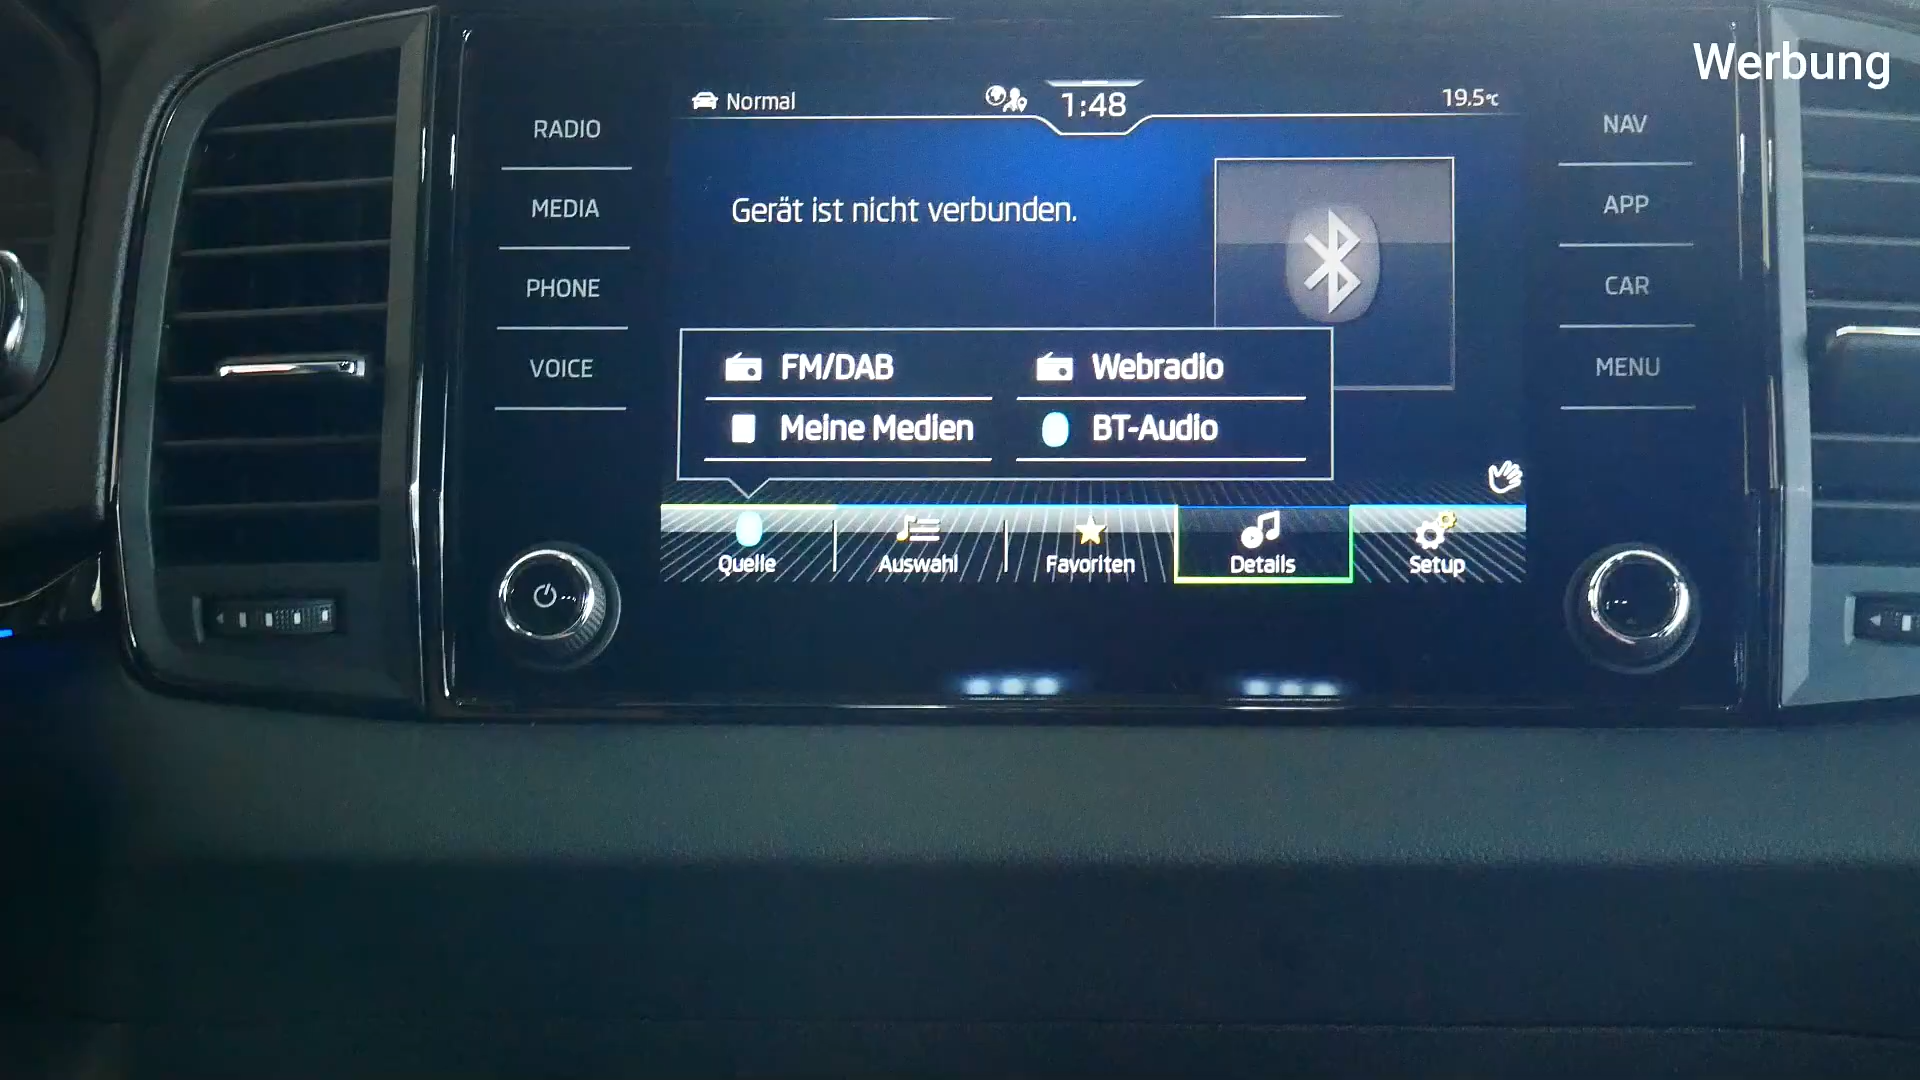 Werbung
Normal
1:48
19,5°C
RADIO
MEDIA
PHONE
VOICE
Gerät ist nicht verbunden.
FM/DAB
Webradio
Meine Medien
BT-Audio
Quelle
Auswahl
Favoriten
Details
Setup
NAV
APP
CAR
MENU